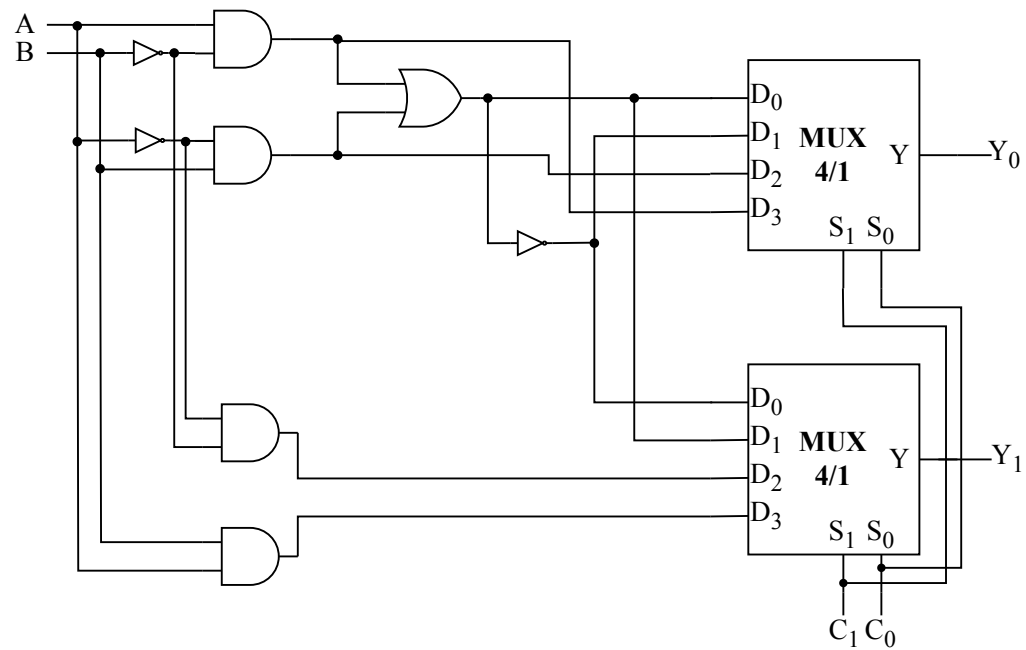 A
B
D₀
D₁
D₂
D₃
MUX
4/1
Y
S₁ S₀
Y₀
D₀
D₁
D₂
D₃
MUX
4/1
Y
S₁ S₀
Y₁
C₁ C₀